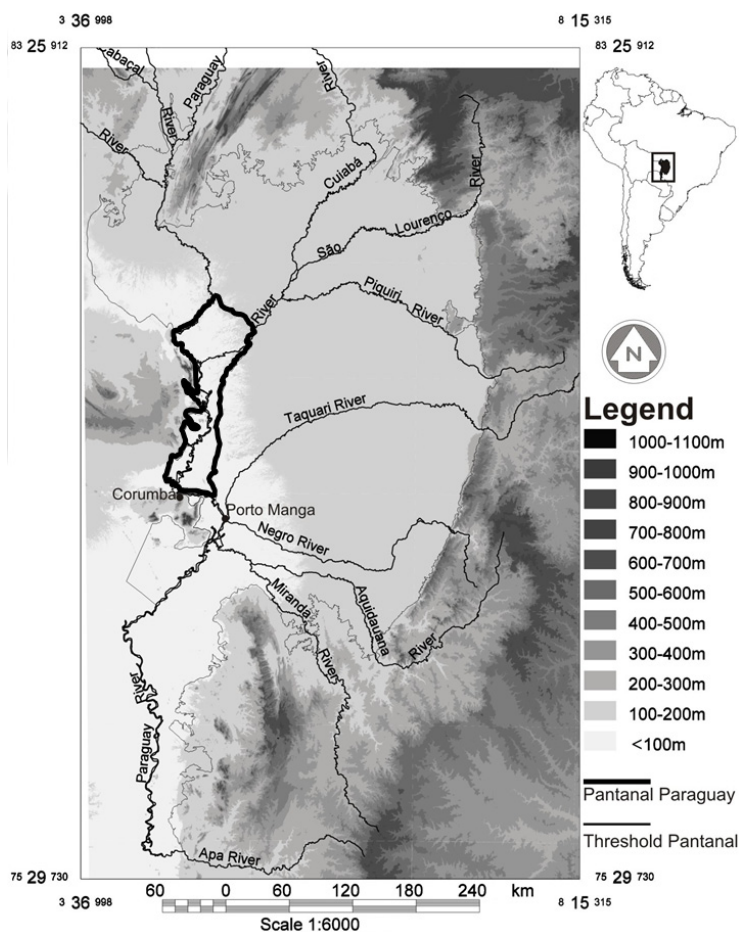 3 36 998
8 15 315
83 25 912
83 25 912
abaçal
River
Paraguay
River
River
Cuiabá
River
São Lourenço
River
Piquiri River
Taquari River
Corumbá
Porto Manga
Negro River
Miranda
River
Aquidauana
River
River
Paraguay
Apa River
N
Legend
1000-1100m
900-1000m
800-900m
700-800m
600-700m
500-600m
400-500m
300-400m
200-300m
100-200m
<100m
Pantanal Paraguay
Threshold Pantanal
75 29 730
75 29 730
3 36 998
8 15 315
60 0 60 120 180 240 km
Scale 1:6000